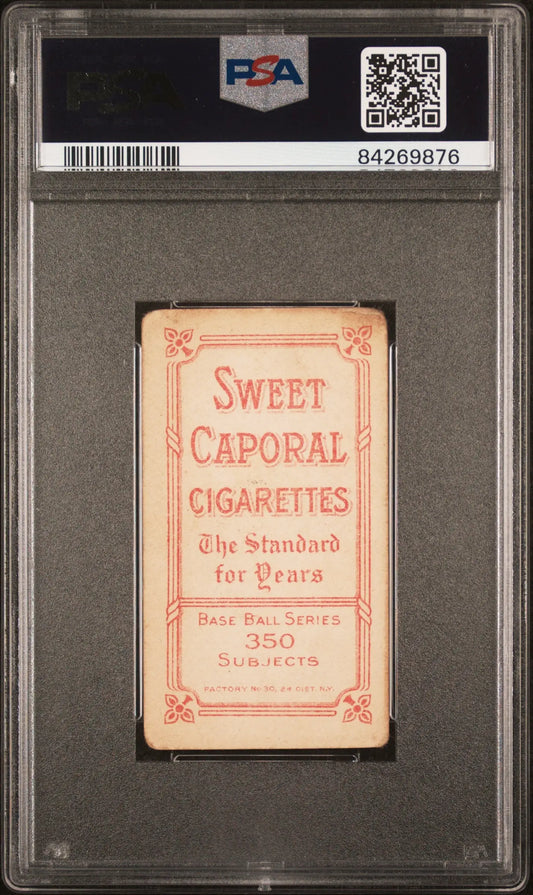 PSA
PSA
84269876
SWEET
CAPORAL
CIGARETTES
The Standard
for Years
BASE BALL SERIES
350
SUBJECTS
FACTORY No 30, 2d DIST. N.Y.